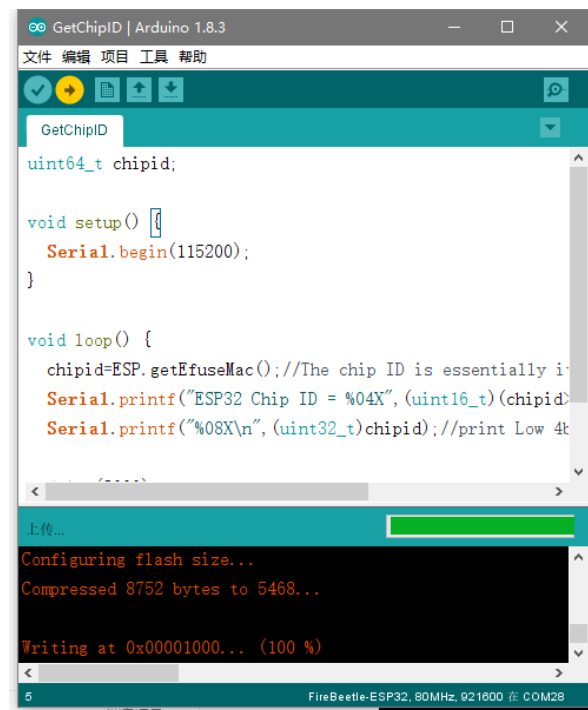 GetChipID | Arduino 1.8.3
文件 编辑 项目 工具 帮助
GetChipID
uint64_t chipid;
void setup() {
Serial.begin(115200);
}
void loop() {
chipid=ESP.getEfuseMac();//The chip ID is essentially
Serial.printf("ESP32 Chip ID = %04X",(uint16_t)(chipid>
Serial.printf("%08X\n",(uint32_t)chipid);//print Low
上传...
Configuring flash size...
Compressed 8752 bytes to 5468...
Writing at 0x00001000... (100 %)
5 FireBeetle-ESP32, 80MHz, 921600 在 COM28